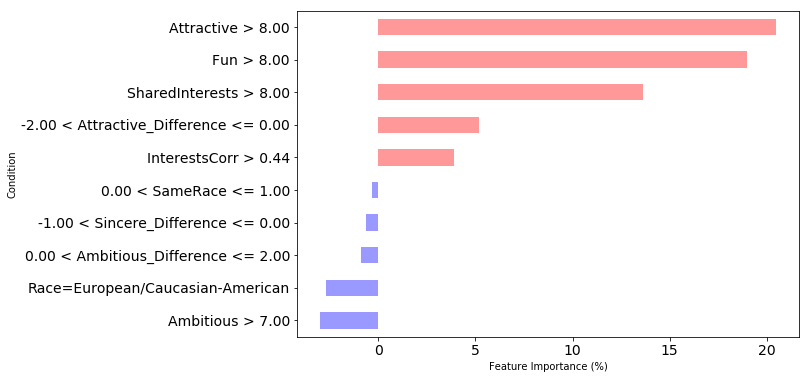 Attractive > 8.00
Fun > 8.00
SharedInterests > 8.00
-2.00 < Attractive_Difference <= 0.00
InterestsCorr > 0.44
0.00 < SameRace <= 1.00
-1.00 < Sincere_Difference <= 0.00
0.00 < Ambitious_Difference <= 2.00
Race=European/Caucasian-American
Ambitious > 7.00
Condition
0 5 10 15 20
Feature Importance (%)